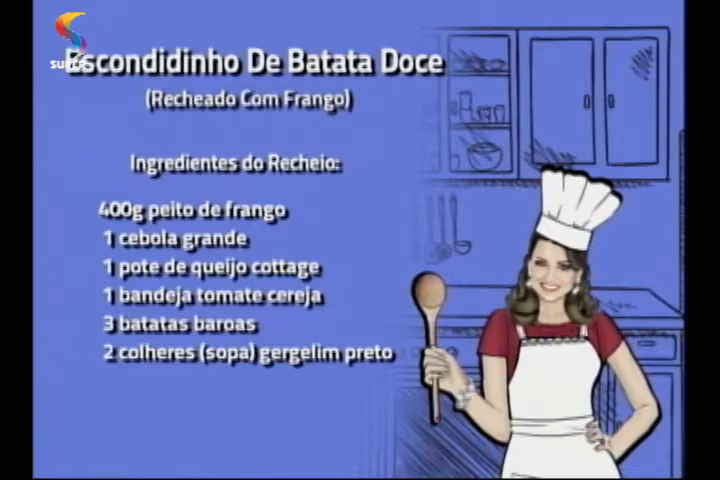 Escondidinho De Batata Doce
SUPER
(Recheado Com Frango)
Ingredientes do Recheio:
400g peito de frango
1 cebola grande
1 pote de queijo cottage
1 bandeja tomate cereja
3 batatas baroas
2 colheres (sopa) gergelim preto